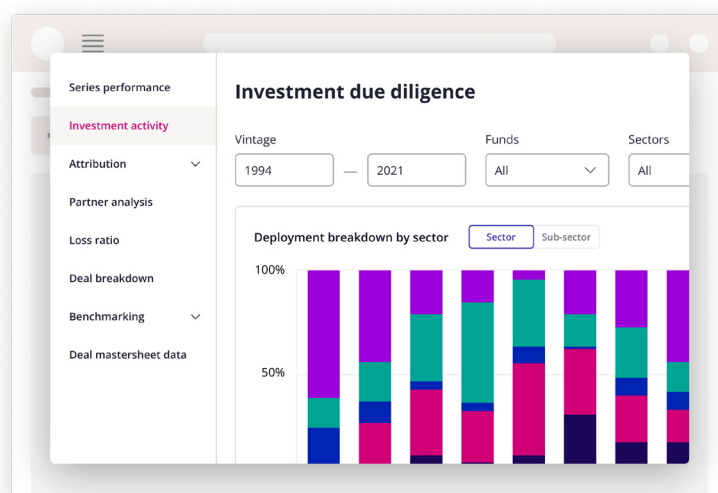 Series performance
Investment activity
Attribution
Partner analysis
Loss ratio
Deal breakdown
Benchmarking
Deal mastersheet data
Investment due diligence
Vintage
Funds
Sectors
1994 — 2021
All
All
Deployment breakdown by sector
Sector
Sub-sector
100%
50%